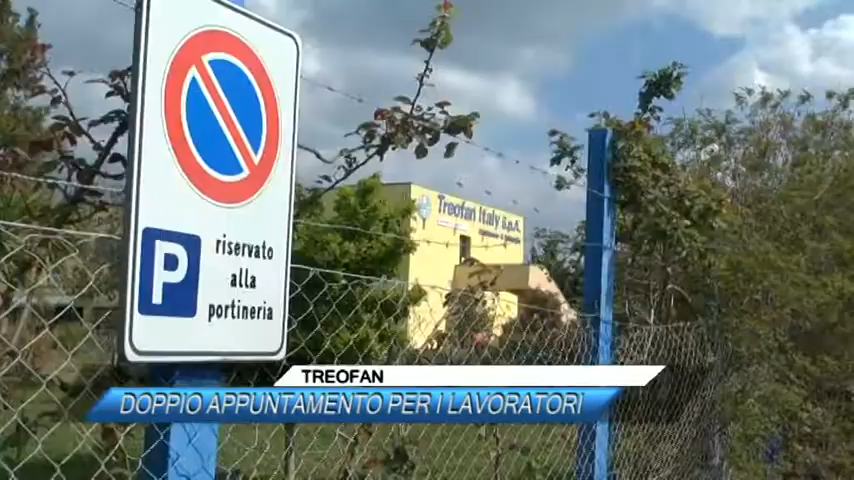 P
riservato
alla
portineria
Treofan Italy S.p.A.
TREOFAN
DOPPIO APPUNTAMENTO PER I LAVORATORI